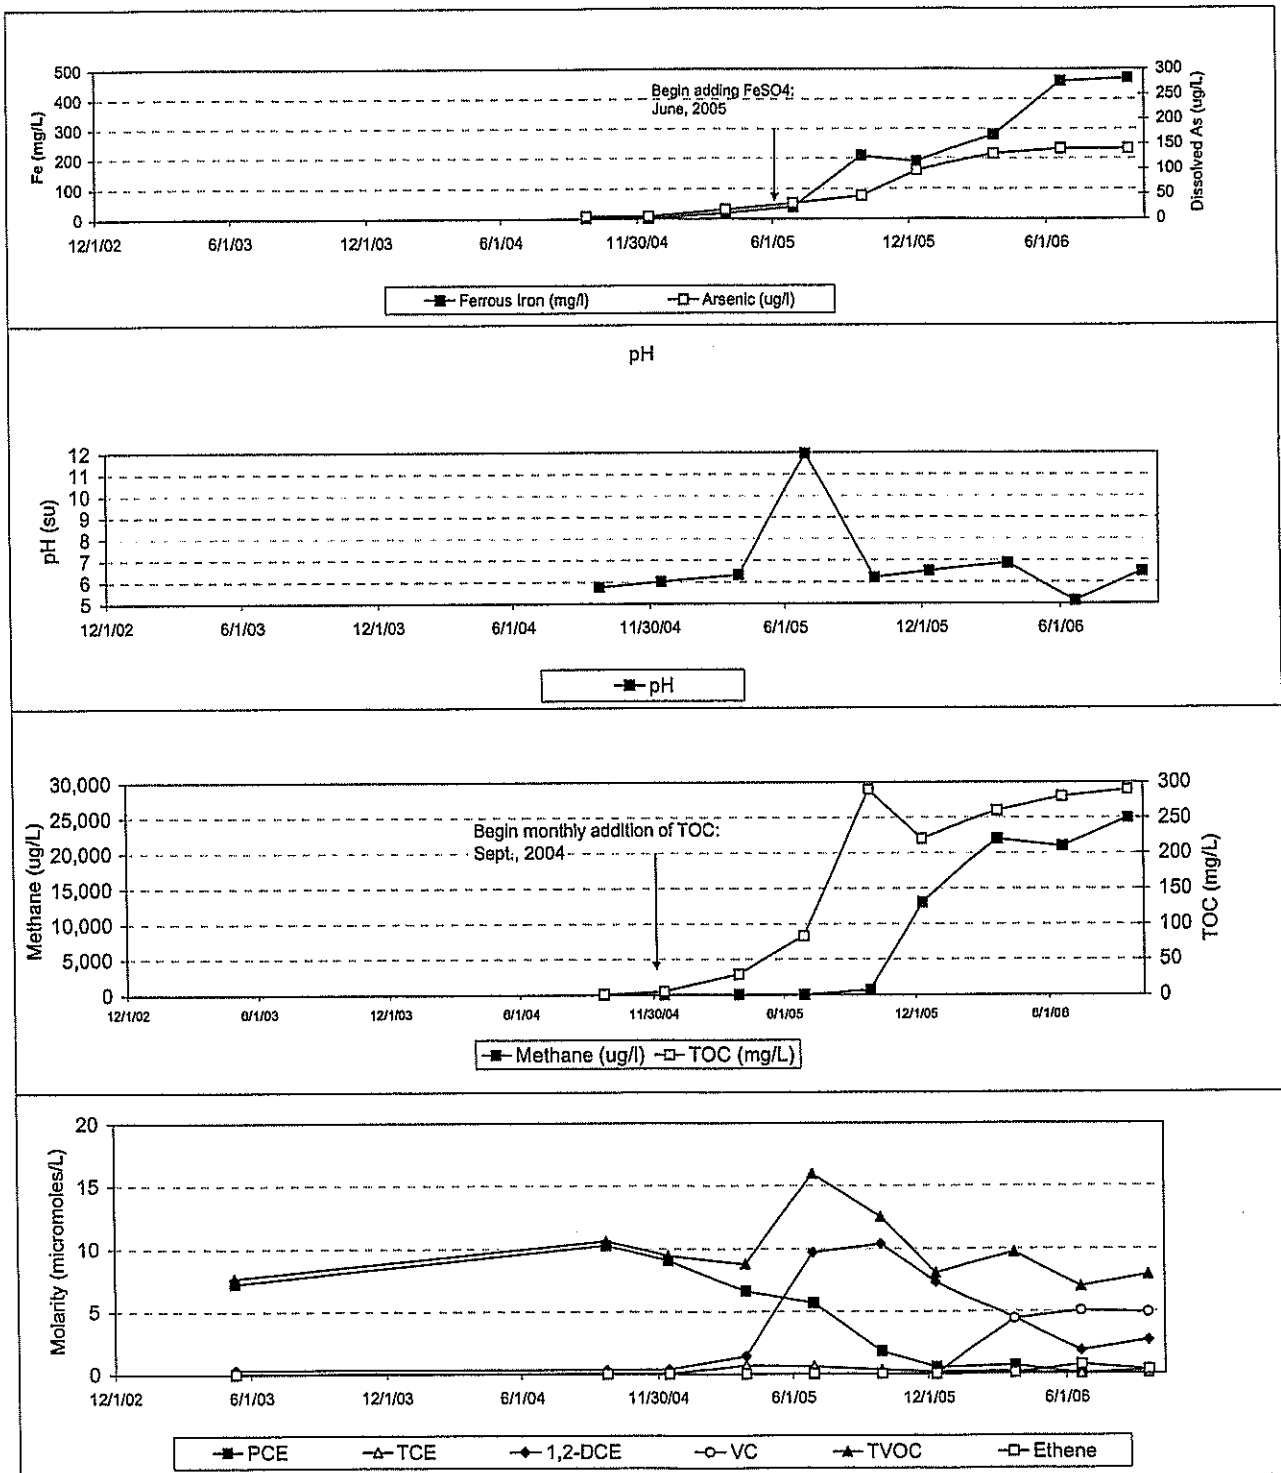 500
400
300
200
100
0
Fe (mg/L)
Begin adding FeSO4:
June, 2005
300
250
200
150
100
50
0
Dissolved As (ug/L)
12/1/02 6/1/03 12/1/03 6/1/04 11/30/04 6/1/05 12/1/05 6/1/06
Ferrous Iron (mg/l) Arsenic (ug/l)
pH
12
11
10
9
8
7
6
5
pH (su)
12/1/02 6/1/03 12/1/03 6/1/04 11/30/04 6/1/05 12/1/05 6/1/06
pH
30,000
25,000
20,000
15,000
10,000
5,000
0
Methane (ug/L)
Begin monthly addition of TOC:
Sept., 2004
300
250
200
150
100
50
0
TOC (mg/L)
12/1/02 6/1/03 12/1/03 6/1/04 11/30/04 6/1/05 12/1/05 6/1/06
Methane (ug/l) TOC (mg/L)
20
15
10
5
0
Molarity (micromoles/L)
12/1/02 6/1/03 12/1/03 6/1/04 11/30/04 6/1/05 12/1/05 6/1/06
PCE TCE 1,2-DCE VC TVOC Ethene